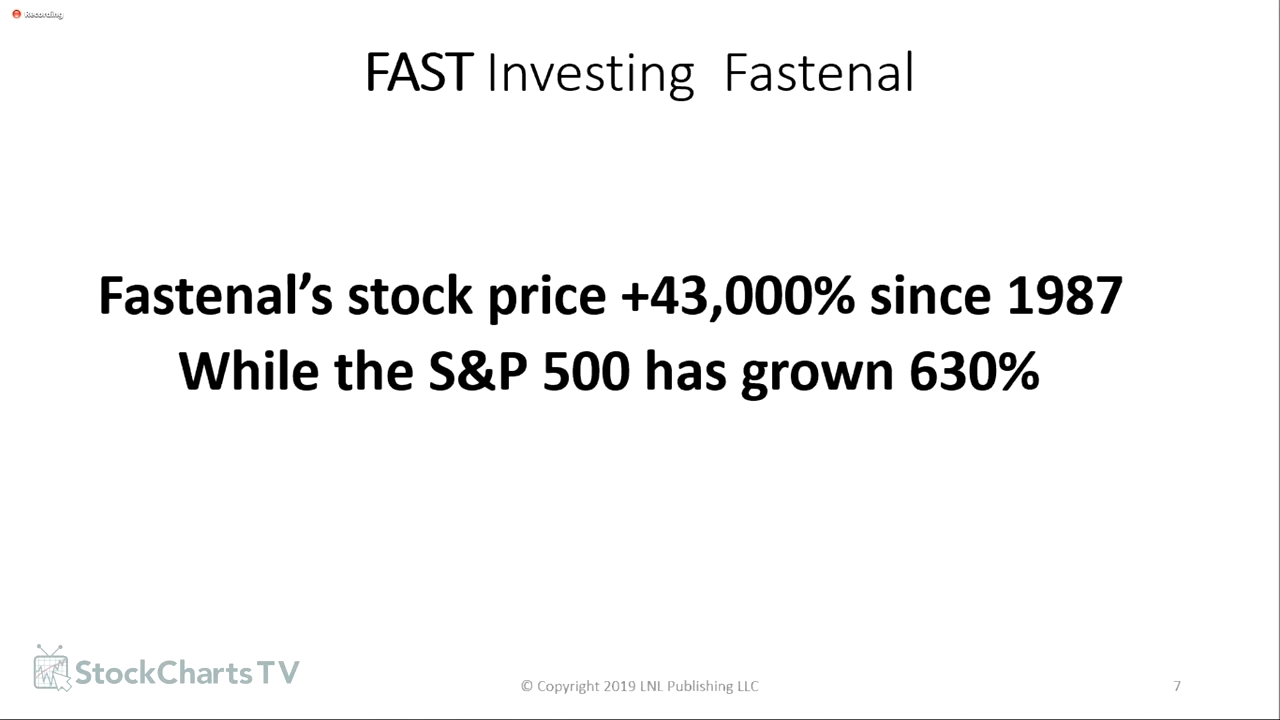 Recording
FAST Investing Fastenal
Fastenal’s stock price +43,000% since 1987
While the S&P 500 has grown 630%
StockCharts TV
© Copyright 2019 LNL Publishing LLC
7